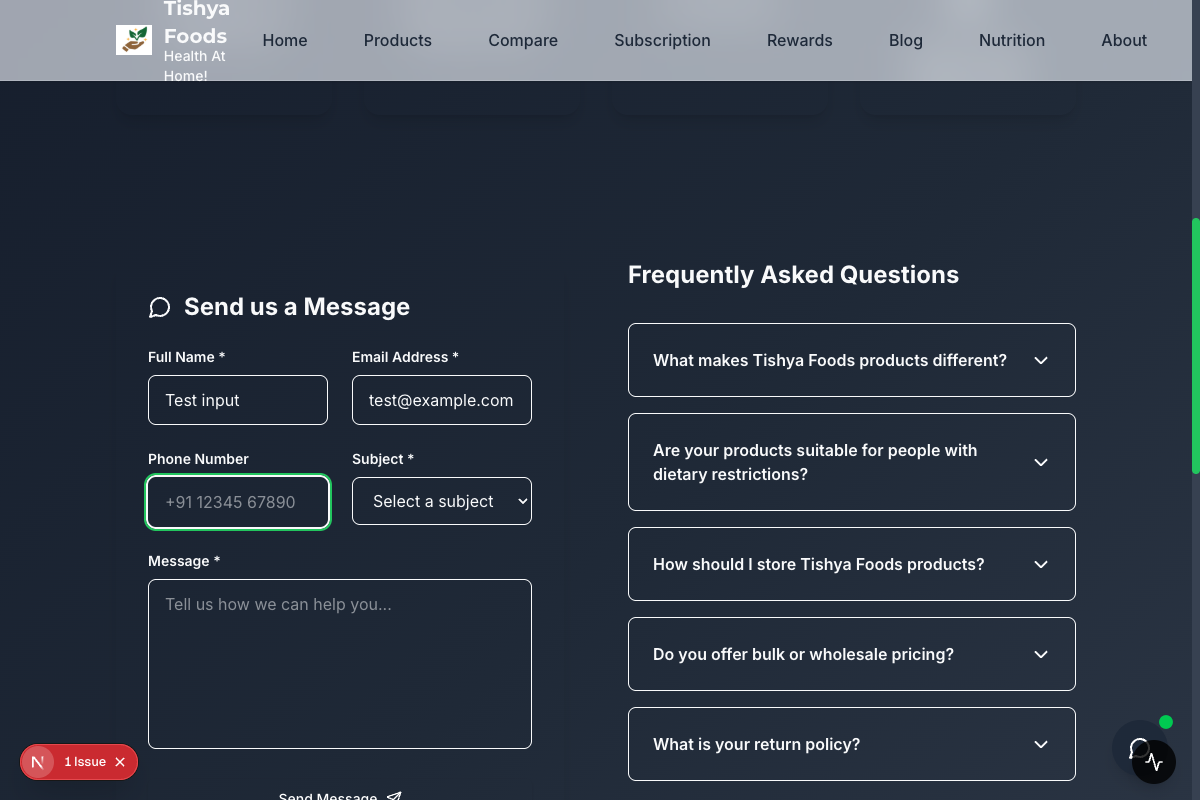 Tishya
Foods
Health At
Home!
Home
Products
Compare
Subscription
Rewards
Blog
Nutrition
About
Send us a Message
Full Name *
Email Address *
Test input
test@example.com
Phone Number
Subject *
+91 12345 67890
Select a subject
Message *
Tell us how we can help you...
Send Message
Frequently Asked Questions
What makes Tishya Foods products different?
Are your products suitable for people with
dietary restrictions?
How should I store Tishya Foods products?
Do you offer bulk or wholesale pricing?
What is your return policy?
N
1 Issue